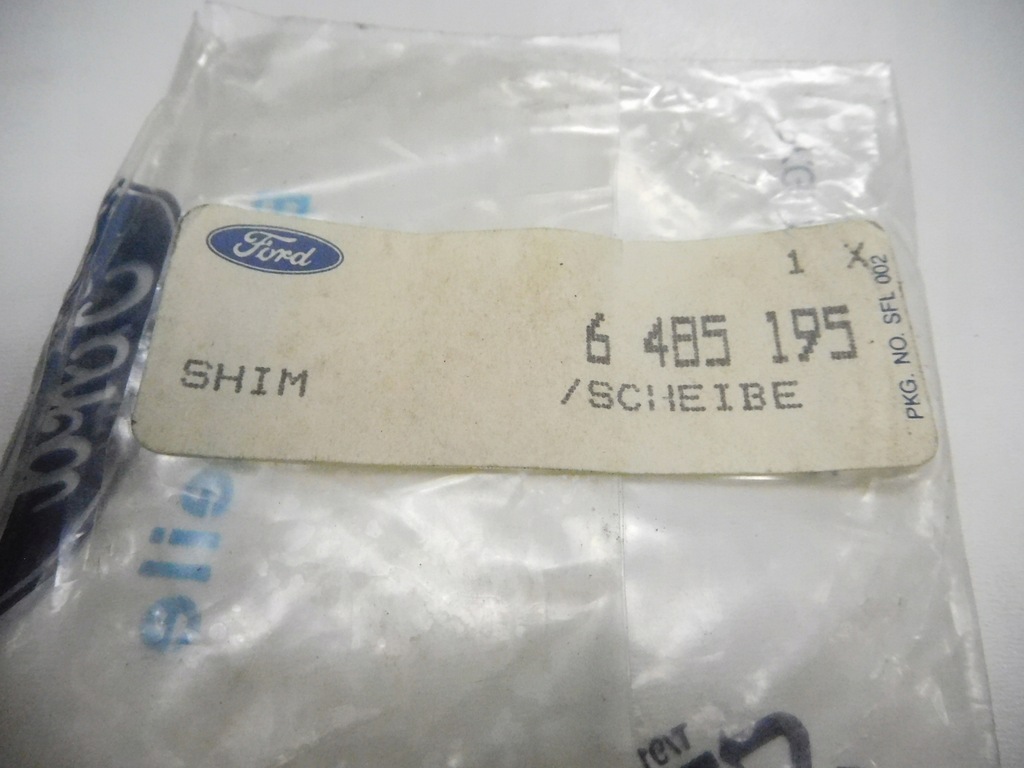 Ford
1 X
6 485 195
SHIM /SCHEIBE
PKG. NO. SFL 002